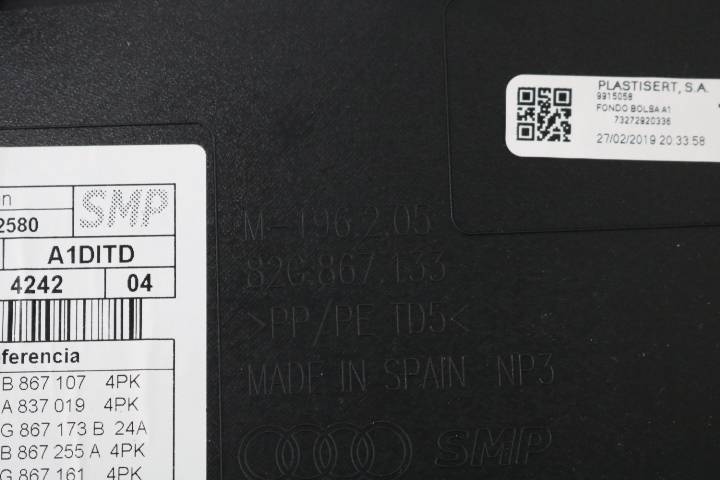 n
2580
SMP
A1DITD
4242 04
ferencia
B 867 107 4PK
A 837 019 4PK
G 867 173 B 24A
B 867 255 A 4PK
G 867 161 4PK
M-196.2.05
82G.867.133
>PP/PE TD5<
MADE IN SPAIN NP3
SMP
PLASTISERT, S.A.
9915058
FONDO BOLSA A1
73272820336
27/02/2019 20:33:58